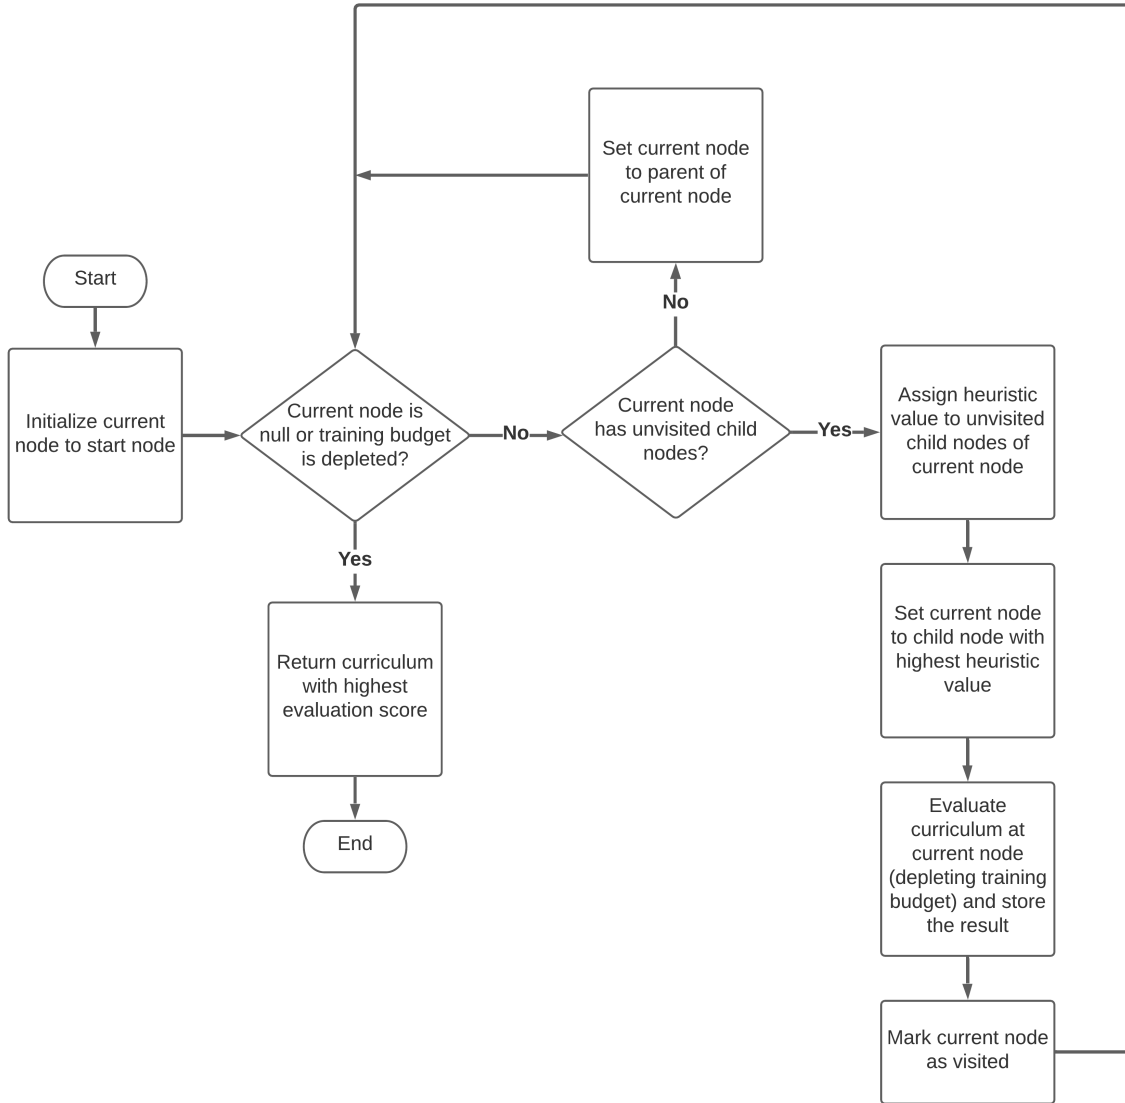 Set current node
to parent of
current node
Start
No
Initialize current
node to start node
Current node is
null or training budget
is depleted?
No
Current node
has unvisited child
nodes?
Yes
Assign heuristic
value to unvisited
child nodes of
current node
Yes
Return curriculum
with highest
evaluation score
Set current node
to child node with
highest heuristic
value
End
Evaluate
curriculum at
current node
(depleting training
budget) and store
the result
Mark current node
as visited